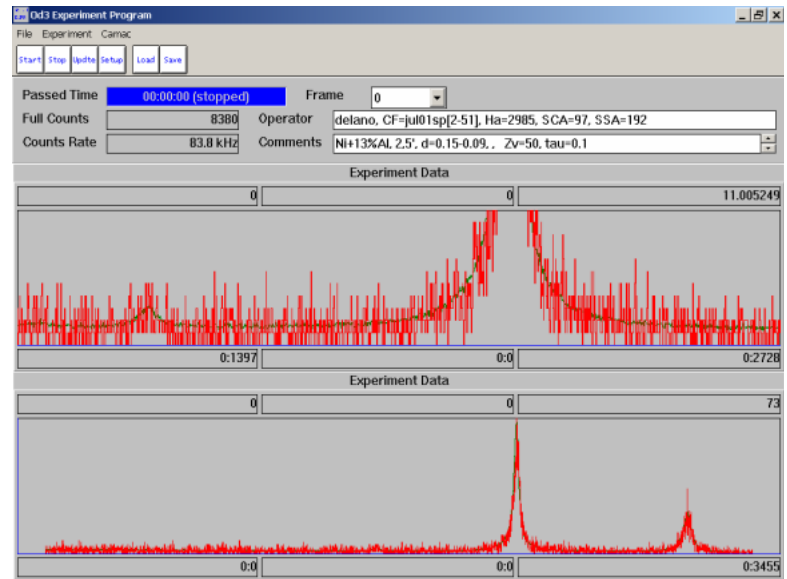 Od3 Experiment Program
File Experiment Camac
Start Stop Updte Setup Load Save
Passed Time 00:00:00 (stopped) Frame 0
Full Counts 8380 Operator delano, CF=jul01sp[2-51], Ha=2985, SCA=97, SSA=192
Counts Rate 83.8 kHz Comments Ni+13%Al, 2,5', d=0.15-0.09, , Zv=50, tau=0.1
Experiment Data
0 0 11.005249
0:1397 0:0 0:2728
Experiment Data
0 0 73
0:0 0:0 0:3455